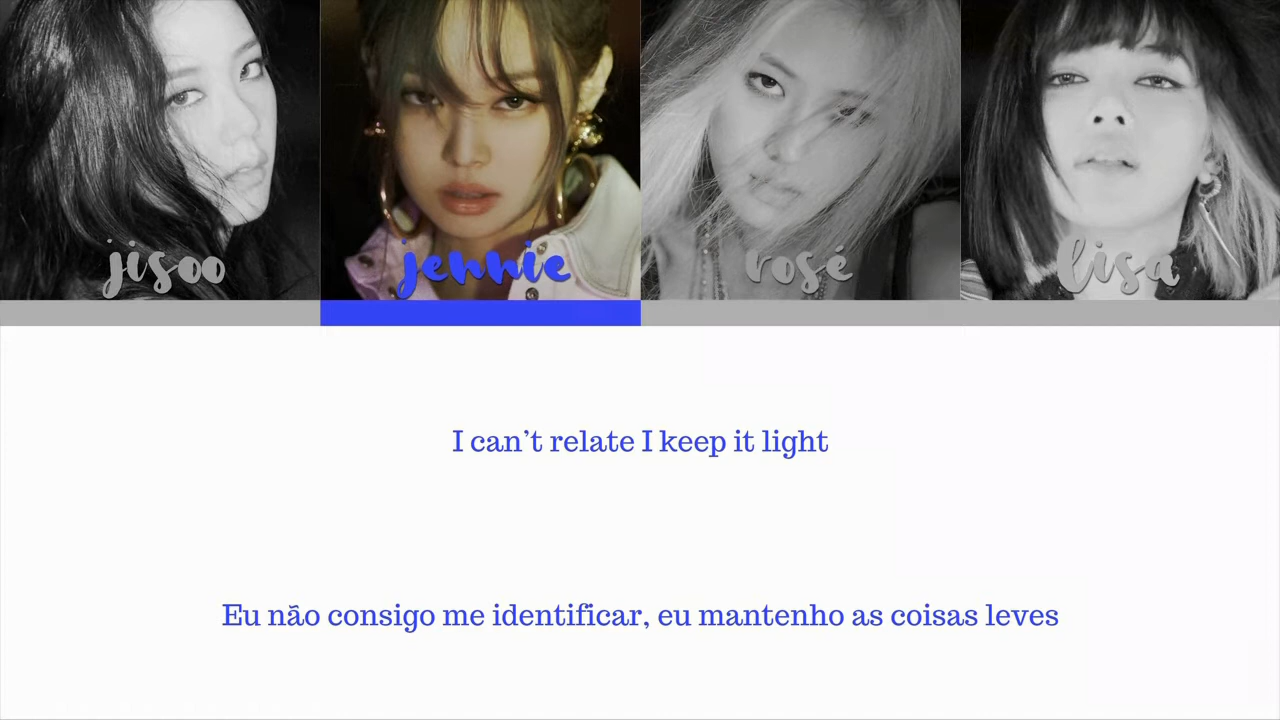 jisoo
jennie
rosé
lisa
I can't relate I keep it light
Eu não consigo me identificar, eu mantenho as coisas leves